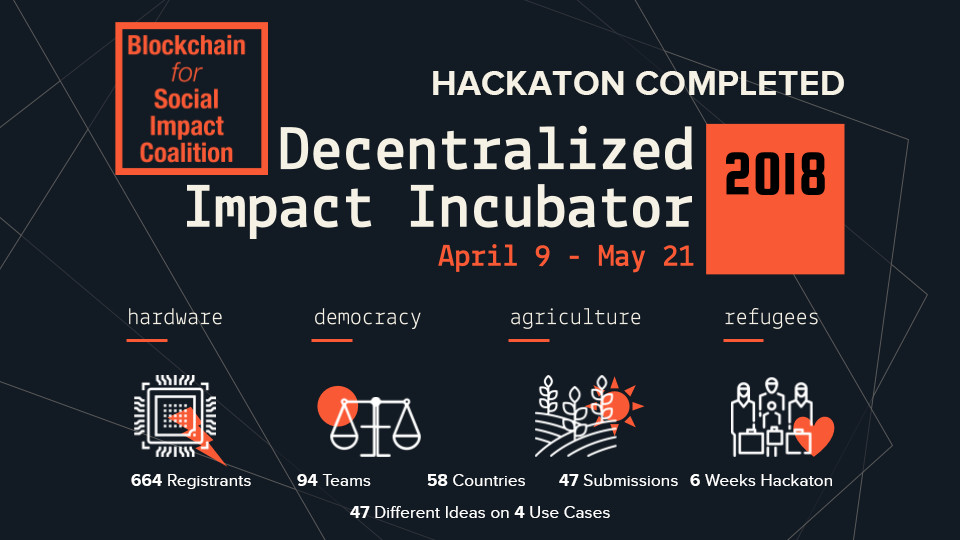 Blockchain
for
Social
Impact
Coalition
HACKATON COMPLETED
Decentralized
Impact Incubator
April 9 - May 21
2018
hardware
democracy
agriculture
refugees
664 Registrants
94 Teams
58 Countries
47 Submissions
6 Weeks Hackaton
47 Different Ideas on 4 Use Cases